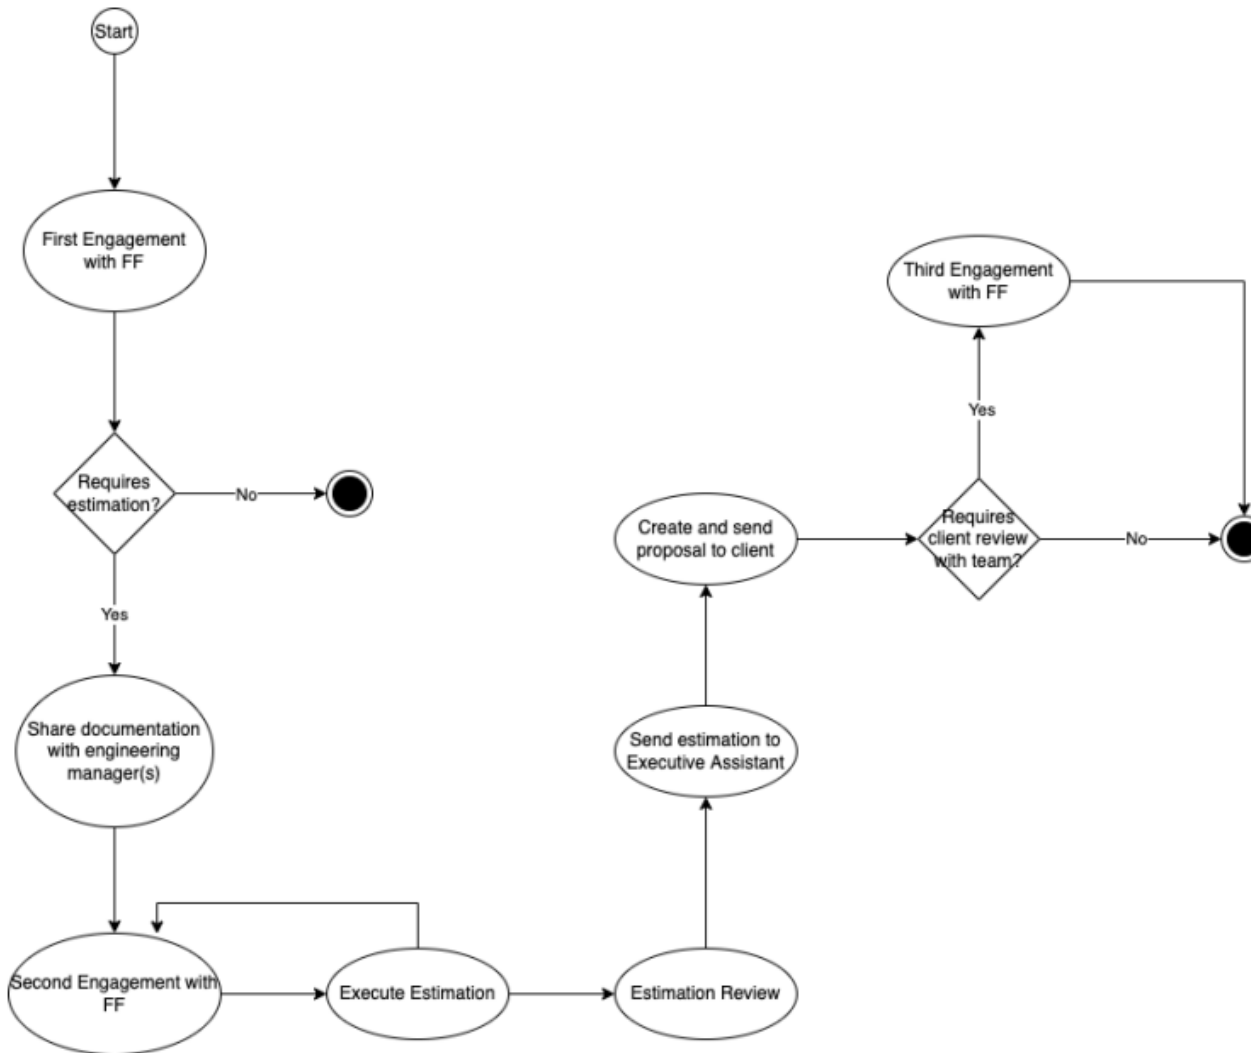 Start
First Engagement
with FF
Requires
estimation?
No
Yes
Share documentation
with engineering
manager(s)
Second Engagement with
FF
Execute Estimation
Estimation Review
Send estimation to
Executive Assistant
Create and send
proposal to client
Requires
client review
with team?
No
Yes
Third Engagement
with FF